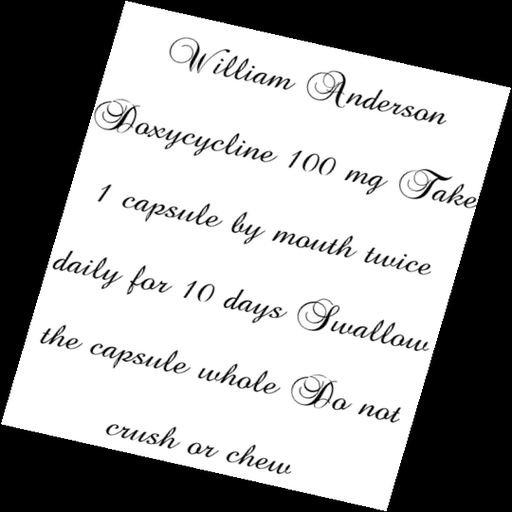 William Anderson
Doxycycline 100 mg Take
1 capsule by mouth twice
daily for 10 days Swallow
the capsule whole Do not
crush or chew